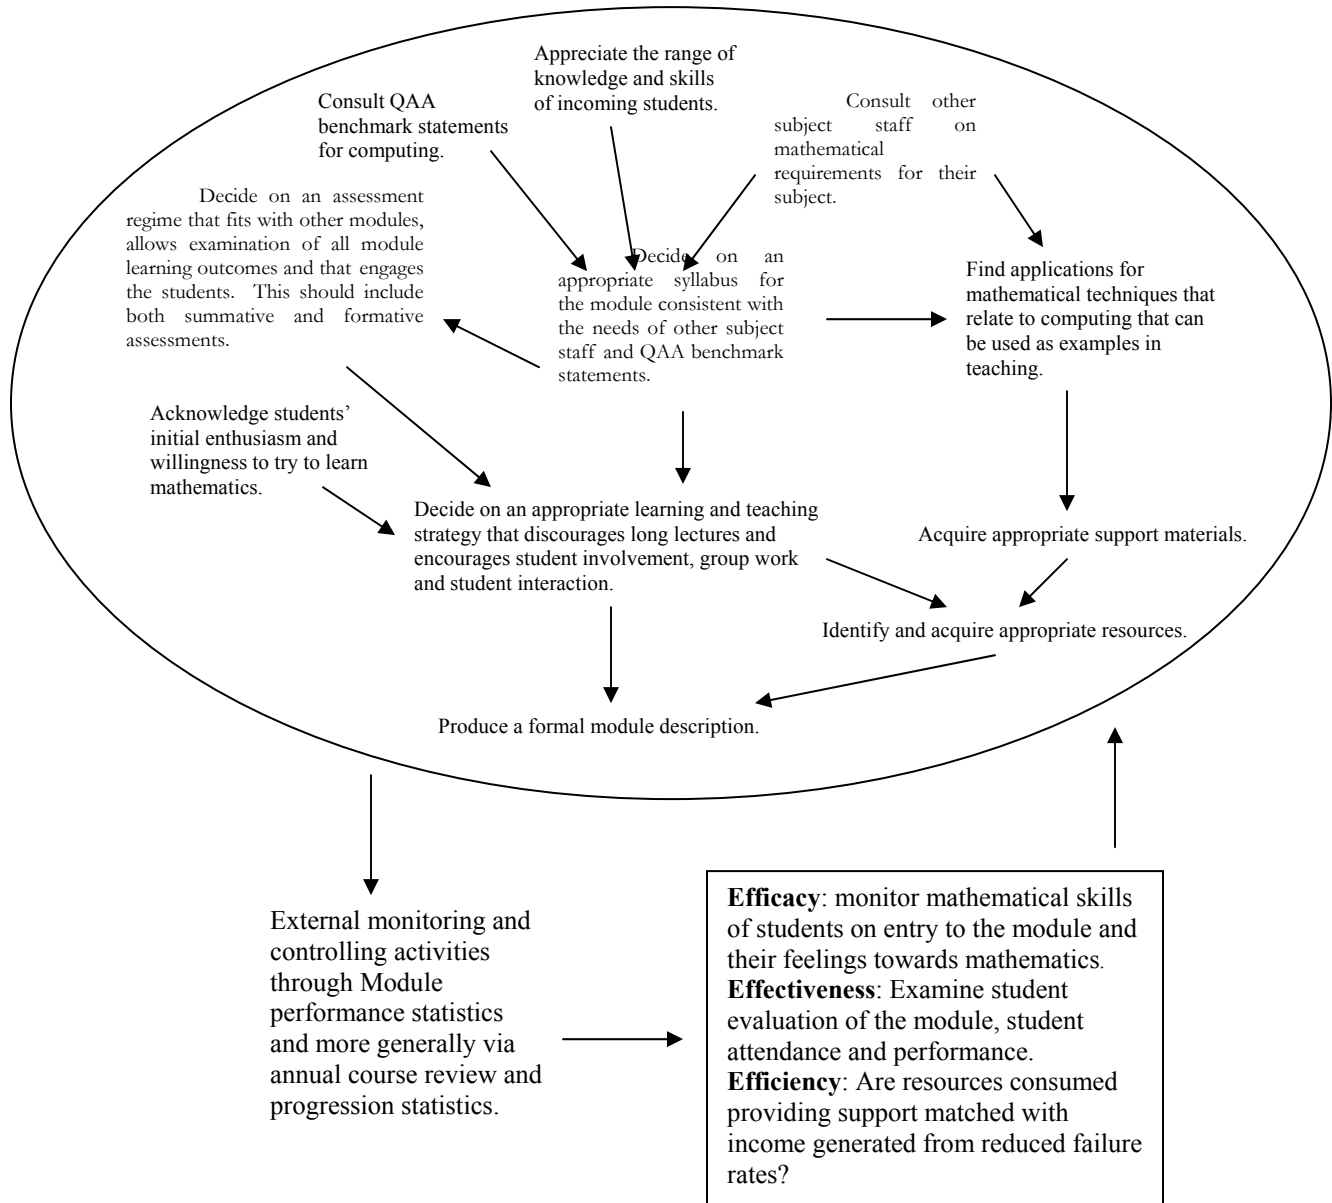 Appreciate the range of
knowledge and skills
of incoming students.
Consult QAA
benchmark statements
for computing.
Consult other
subject staff on
mathematical
requirements for their
subject.
Decide on an assessment
regime that fits with other modules,
allows examination of all module
learning outcomes and that engages
the students. This should include
both summative and formative
assessments.
Decide on an
appropriate syllabus for
the module consistent with
the needs of other subject
staff and QAA benchmark
statements.
Find applications for
mathematical techniques that
relate to computing that can
be used as examples in
teaching.
Acknowledge students’
initial enthusiasm and
willingness to try to learn
mathematics.
Decide on an appropriate learning and teaching
strategy that discourages long lectures and
encourages student involvement, group work
and student interaction.
Acquire appropriate support materials.
Identify and acquire appropriate resources.
Produce a formal module description.
External monitoring and
controlling activities
through Module
performance statistics
and more generally via
annual course review and
progression statistics.
Efficacy: monitor mathematical skills
of students on entry to the module and
their feelings towards mathematics.
Effectiveness: Examine student
evaluation of the module, student
attendance and performance.
Efficiency: Are resources consumed
providing support matched with
income generated from reduced failure
rates?